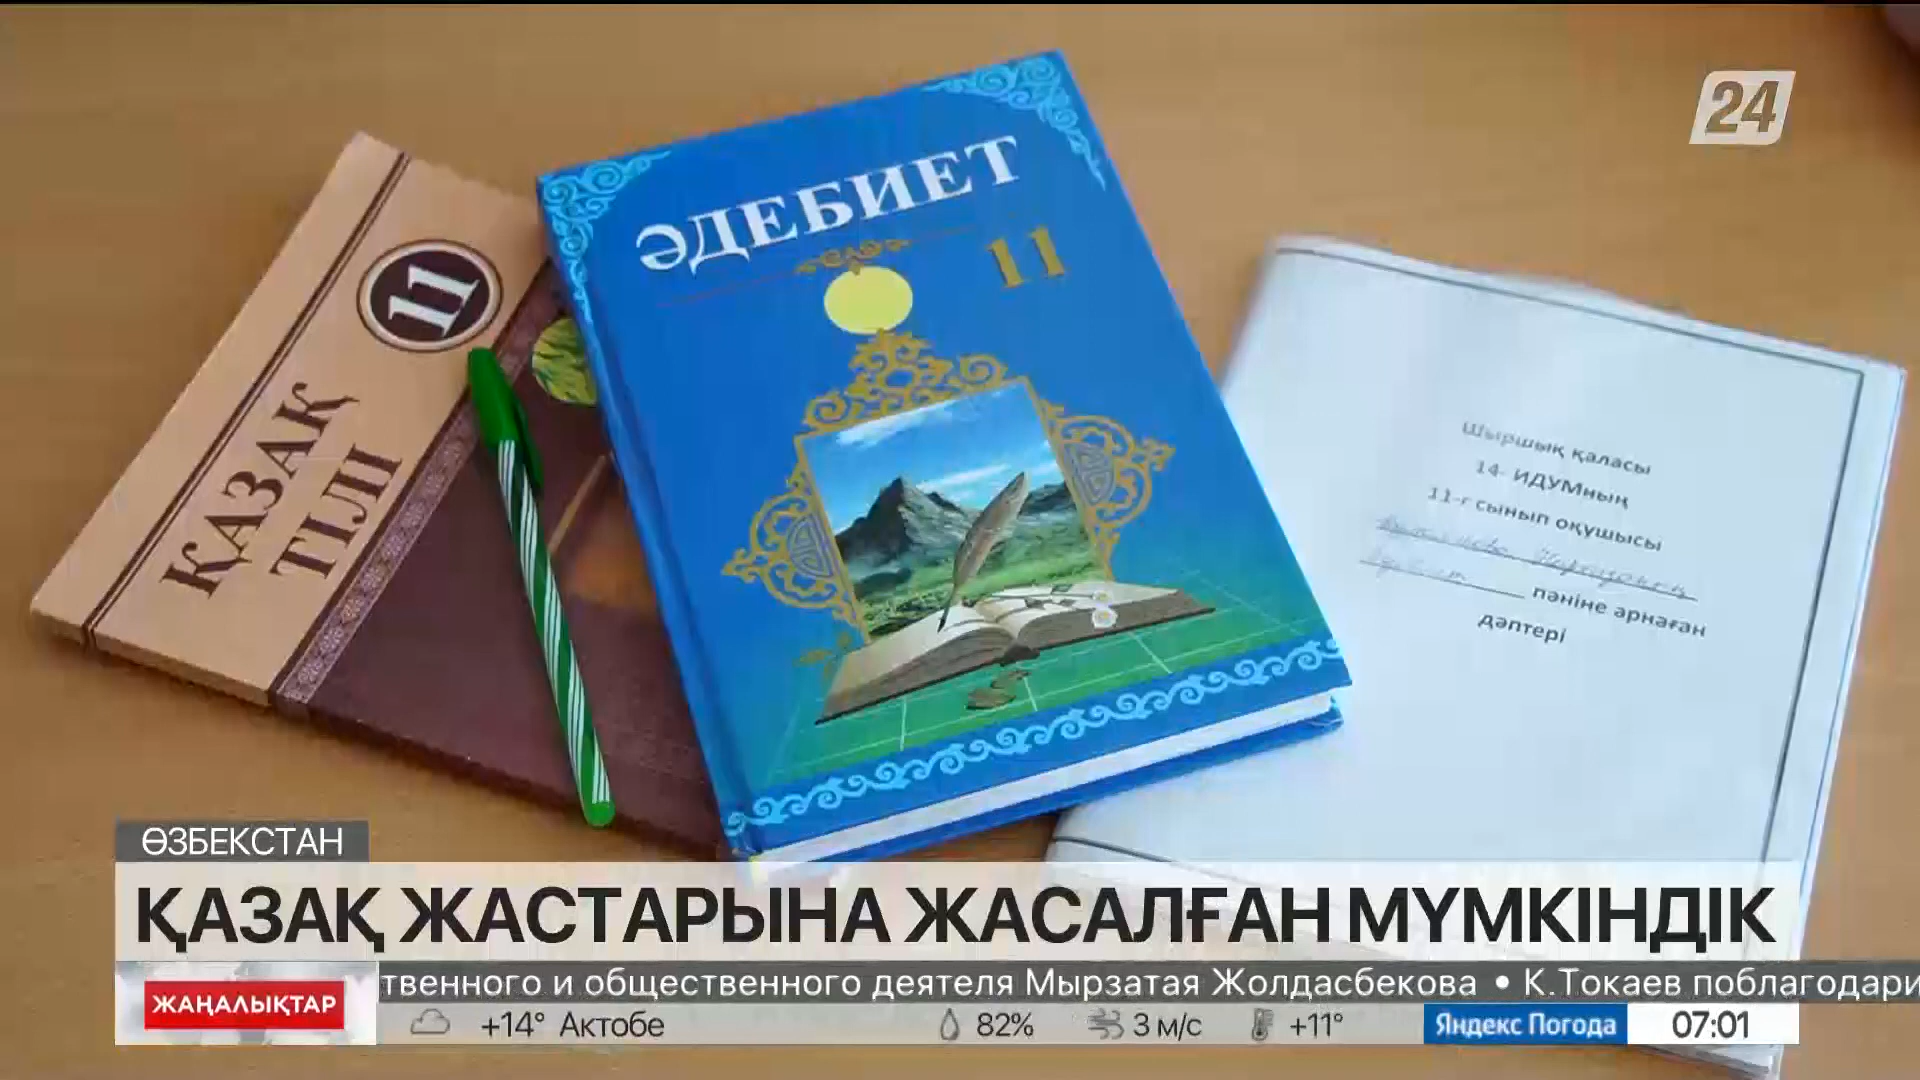 24
ӘДЕБИЕТ
11
11
ҚАЗАҚ
ТІЛІ
Шыршық қаласы
14- ИДУМның
11-г сынып оқушысы
пәніне арнаған
дәптері
ӨЗБЕКСТАН
ҚАЗАҚ ЖАСТАРЫНА ЖАСАЛҒАН МҮМКІНДІК
ЖАҢАЛЫҚТАР
твенного и общественного деятеля Мырзатая Жолдасбекова • К.Токаев поблагодари
+14° Актобе 82% 3 м/с +11° Яндекс Погода 07:01